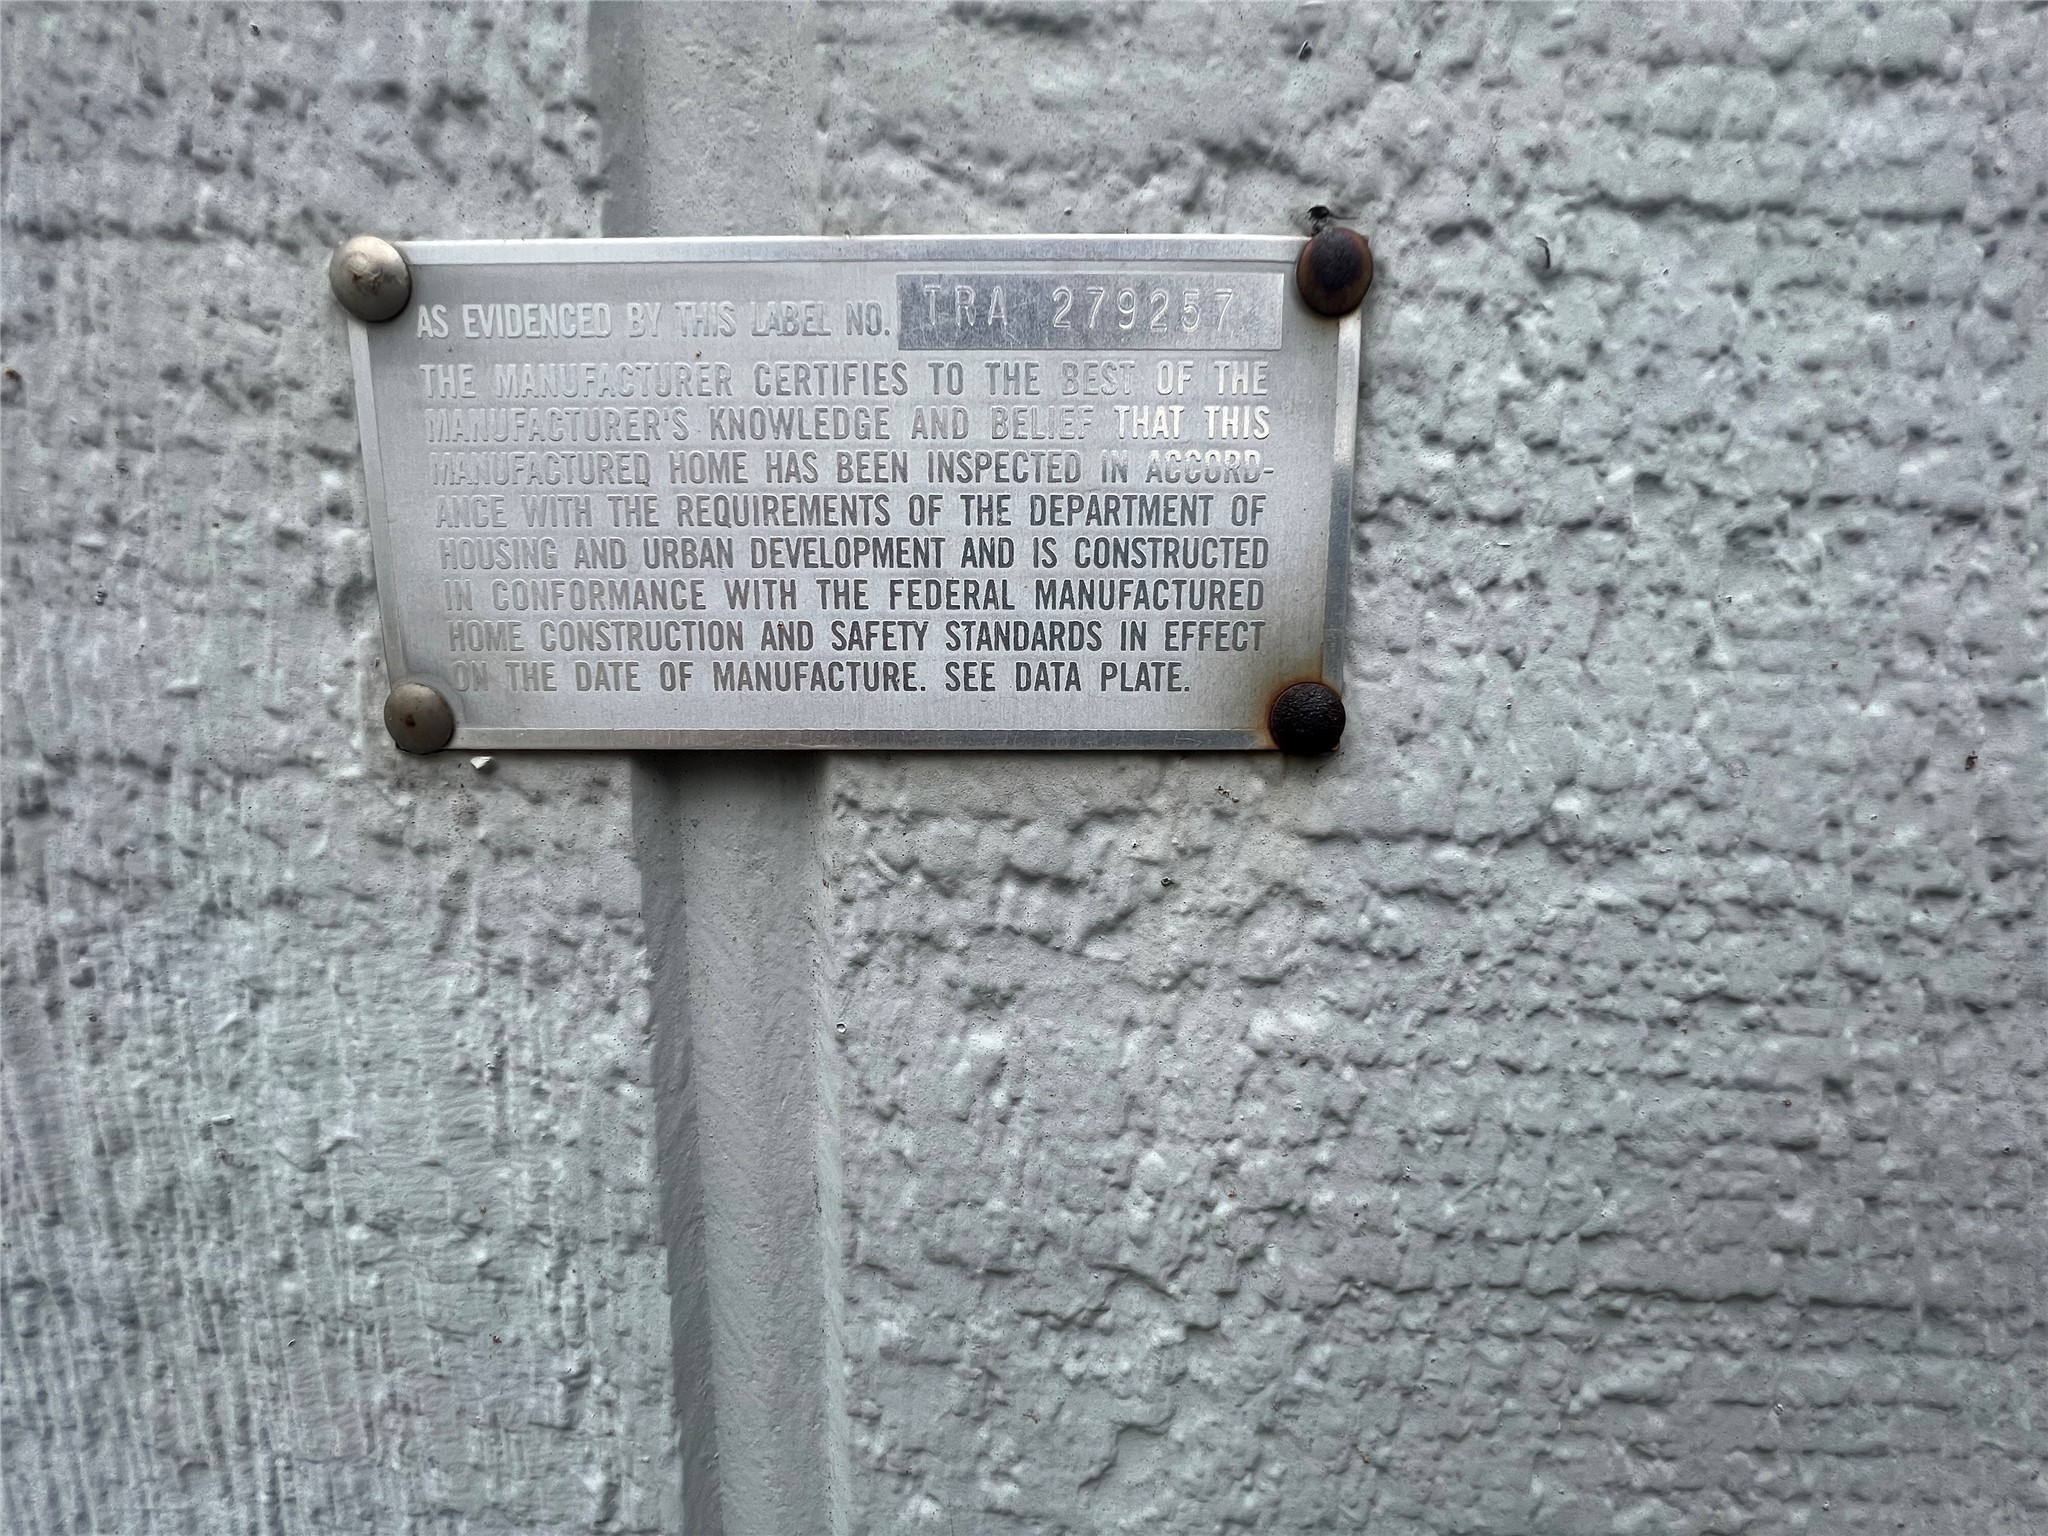 AS EVIDENCED BY THIS LABEL NO. TRA 279257
THE MANUFACTURER CERTIFIES TO THE BEST OF THE
MANUFACTURER'S KNOWLEDGE AND BELIEF THAT THIS
MANUFACTURED HOME HAS BEEN INSPECTED IN ACCORD-
ANCE WITH THE REQUIREMENTS OF THE DEPARTMENT OF
HOUSING AND URBAN DEVELOPMENT AND IS CONSTRUCTED
IN CONFORMANCE WITH THE FEDERAL MANUFACTURED
HOME CONSTRUCTION AND SAFETY STANDARDS IN EFFECT
ON THE DATE OF MANUFACTURE. SEE DATA PLATE.